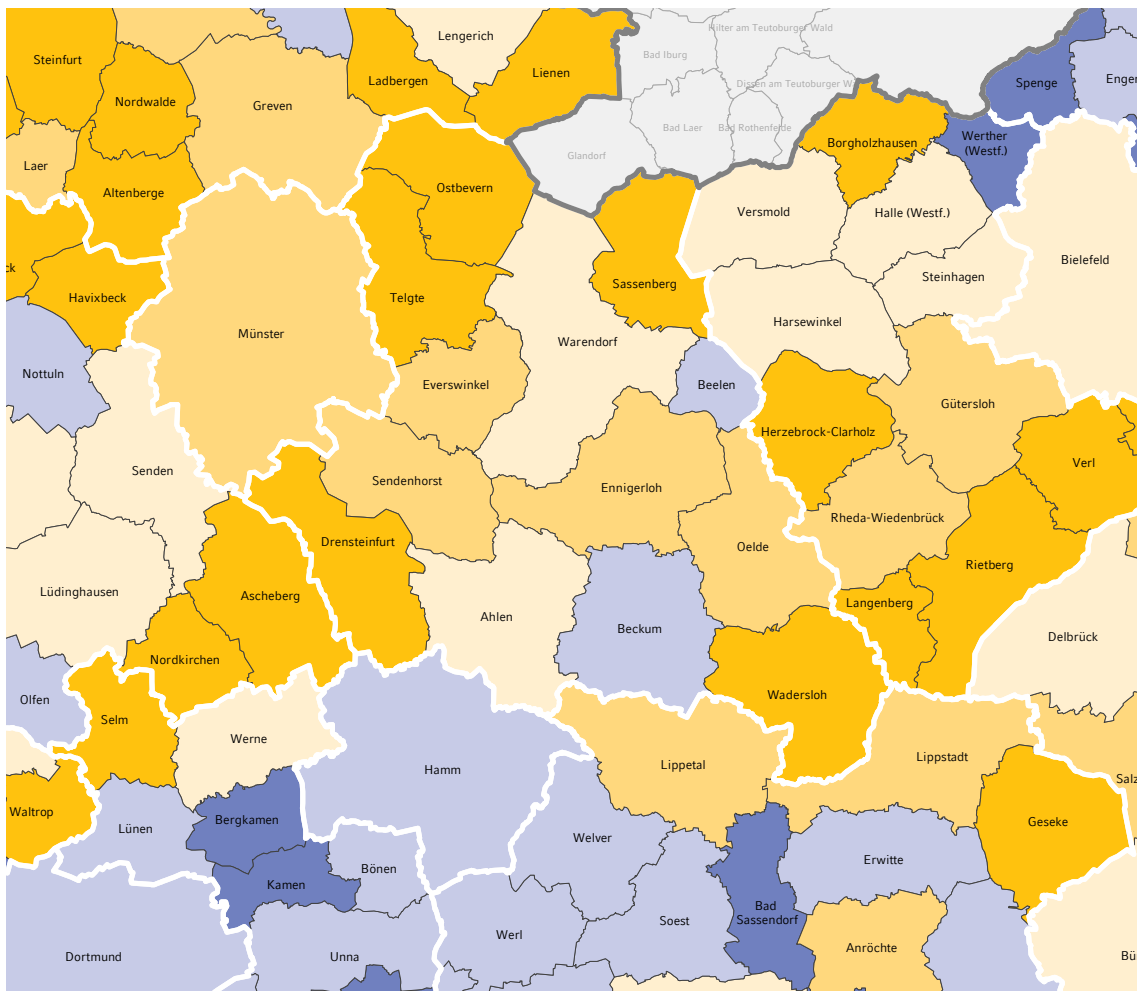 Lengerich
Hilter am Teutoburger Wald
Steinfurt
Bad Iburg
Lienen
Ladbergen
Dissen am Teutoburger W
Spenge
Enger
Nordwalde
Greven
Bad Laer
Bad Rothenfelde
Borgholzhausen
Werther
(Westf.)
Laer
Glandorf
Altenberge
Ostbevern
Versmold
Halle (Westf.)
Bielefeld
ck
Havixbeck
Telgte
Sassenberg
Steinhagen
Münster
Warendorf
Harsewinkel
Nottuln
Everswinkel
Beelen
Gütersloh
Herzebrock-Clarholz
Senden
Sendenhorst
Ennigerloh
Verl
Rheda-Wiedenbrück
Drensteinfurt
Oelde
Rietberg
Lüdinghausen
Ascheberg
Ahlen
Langenberg
Beckum
Delbrück
Nordkirchen
Olfen
Selm
Wadersloh
Werne
Hamm
Lippetal
Lippstadt
Salz
Waltrop
Lünen
Bergkamen
Welver
Geseke
Bönen
Erwitte
Kamen
Bad
Sassendorf
Soest
Werl
Anröchte
Dortmund
Unna
Bü